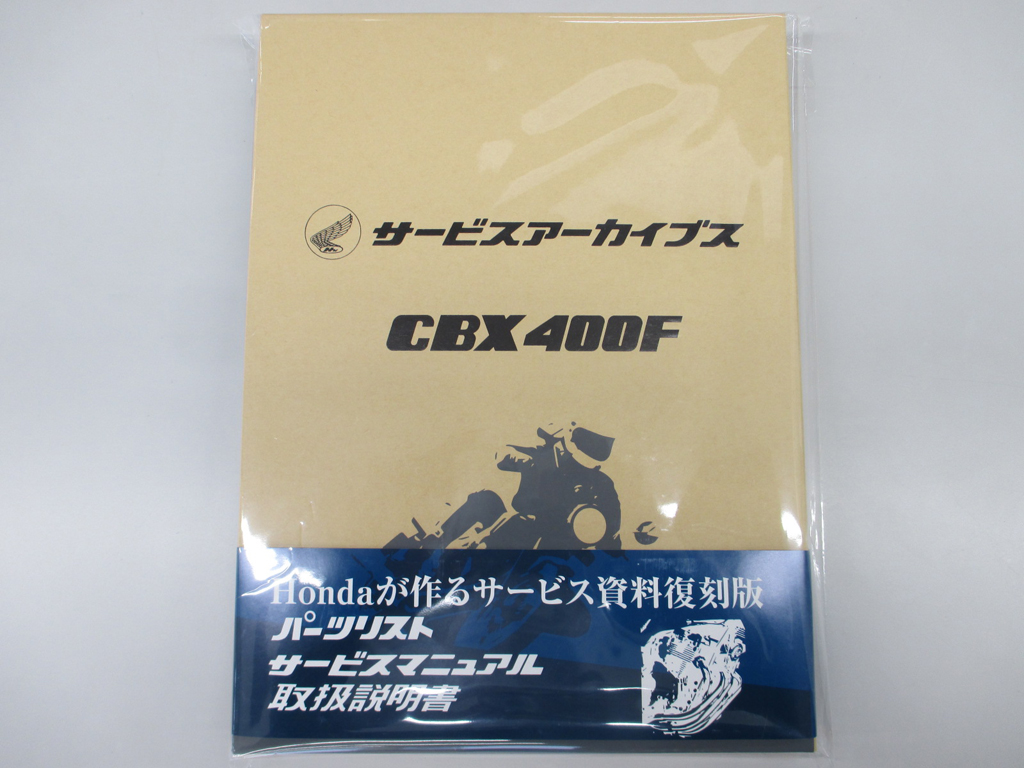 サービスアーカイブス
CBX400F
Hondaが作るサービス資料復刻版
パーツリスト
サービスマニュアル
取扱説明書